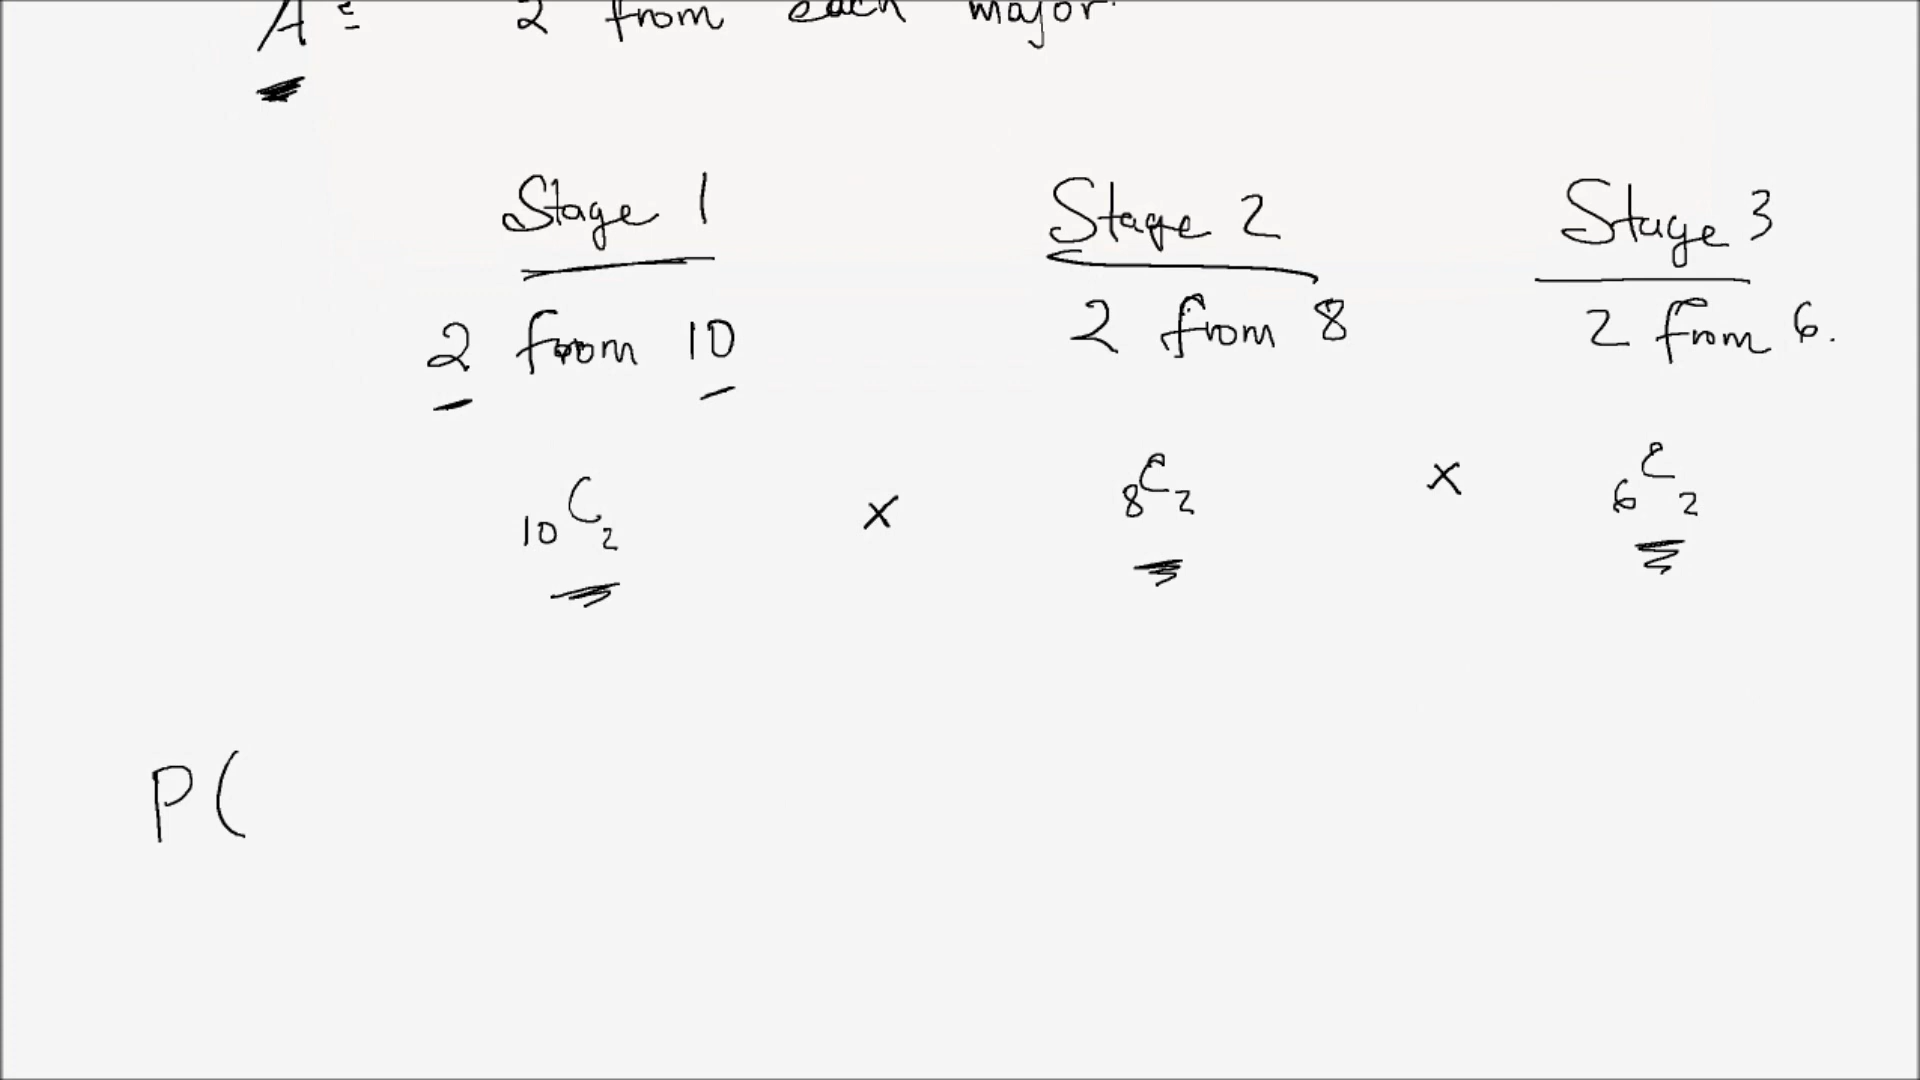 A = 2 from each major.
Stage 1 Stage 2 Stage 3
2 from 10 2 from 8 2 from 6.
10C2 × 8C2 × 6C2
P(